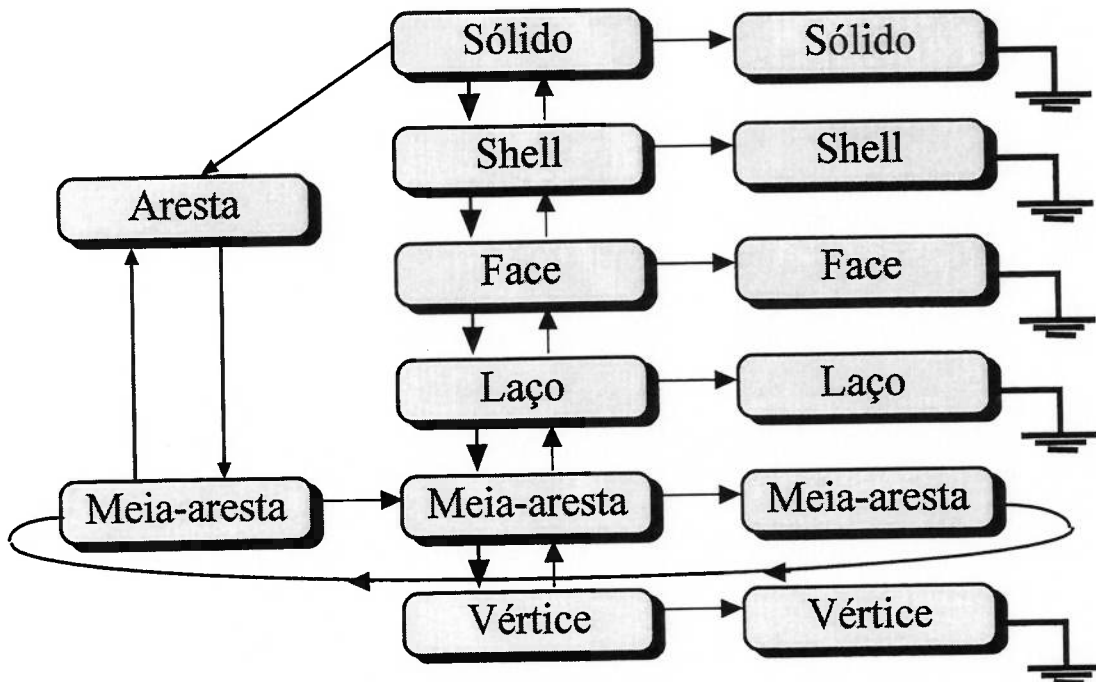 Sólido Sólido
Shell Shell
Aresta
Face Face
Laço Laço
Meia-aresta Meia-aresta Meia-aresta
Vértice Vértice